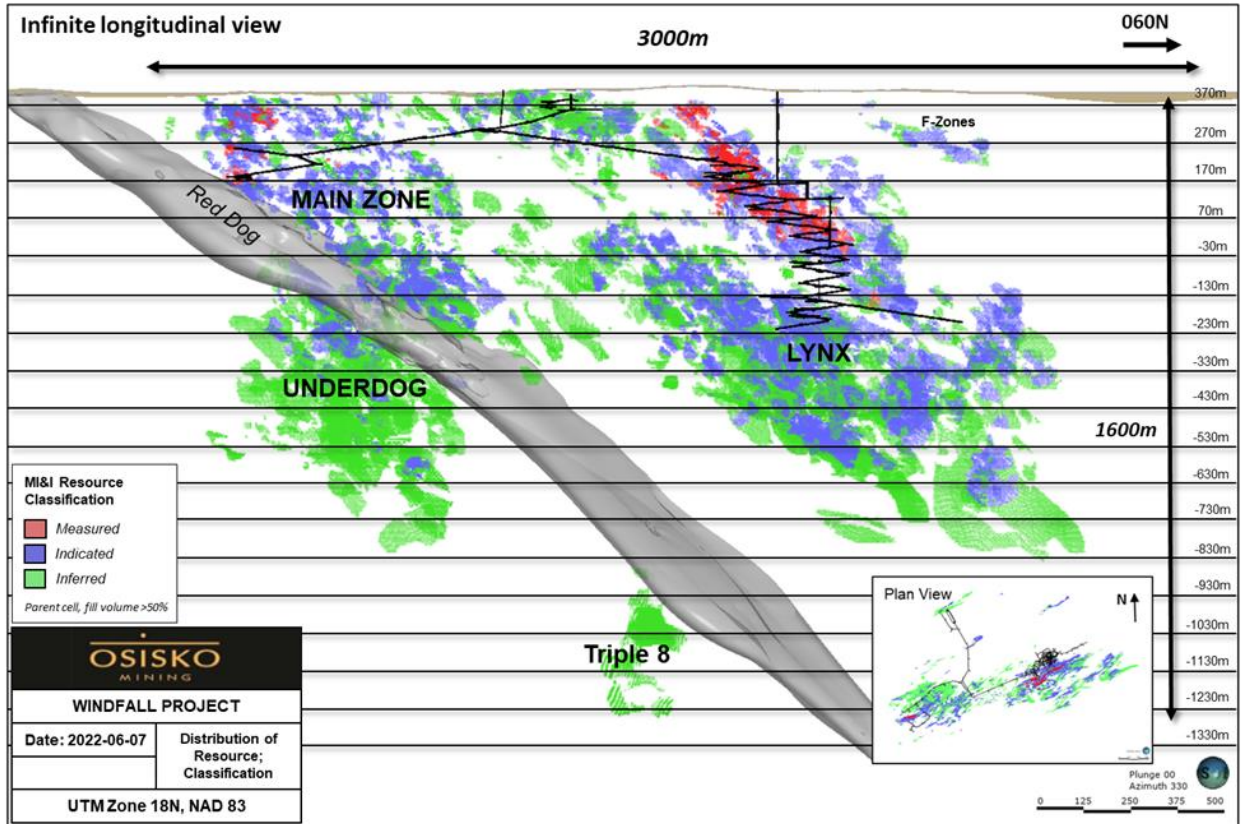 Infinite longitudinal view
3000m
060N
370m
270m
170m
70m
-30m
-130m
-230m
-330m
-430m
-530m
-630m
-730m
-830m
-930m
-1030m
-1130m
-1230m
-1330m
1600m
F-Zones
MAIN ZONE
Red Dog
LYNX
UNDERDOG
Triple 8
MI&I Resource
Classification
Measured
Indicated
Inferred
Parent cell, fill volume >50%
OSISKO
MINING
WINDFALL PROJECT
Date: 2022-06-07
Distribution of
Resource;
Classification
UTM Zone 18N, NAD 83
Plan View
N
Plunge 00
Azimuth 330
0 125 250 375 500